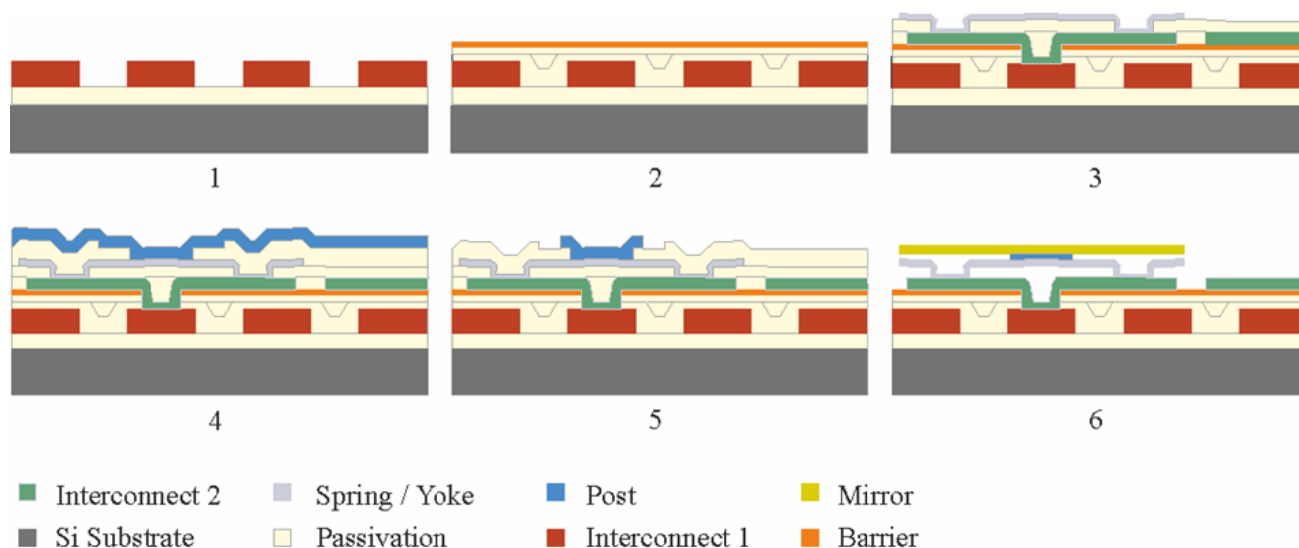 1
2
3
4
5
6
Interconnect 2
Spring / Yoke
Post
Mirror
Si Substrate
Passivation
Interconnect 1
Barrier